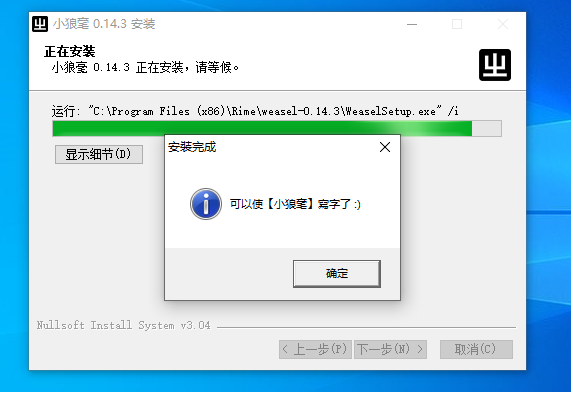 小狼毫 0.14.3 安装
正在安装
小狼毫 0.14.3 正在安装，请等候。
运行: "C:\Program Files (x86)\Rime\weasel-0.14.3\WeaselSetup.exe" /i
显示细节(D)
安装完成
可以使【小狼毫】寫字了 :)
确定
Nullsoft Install System v3.04
< 上一步(P)
下一步(N) >
取消(C)